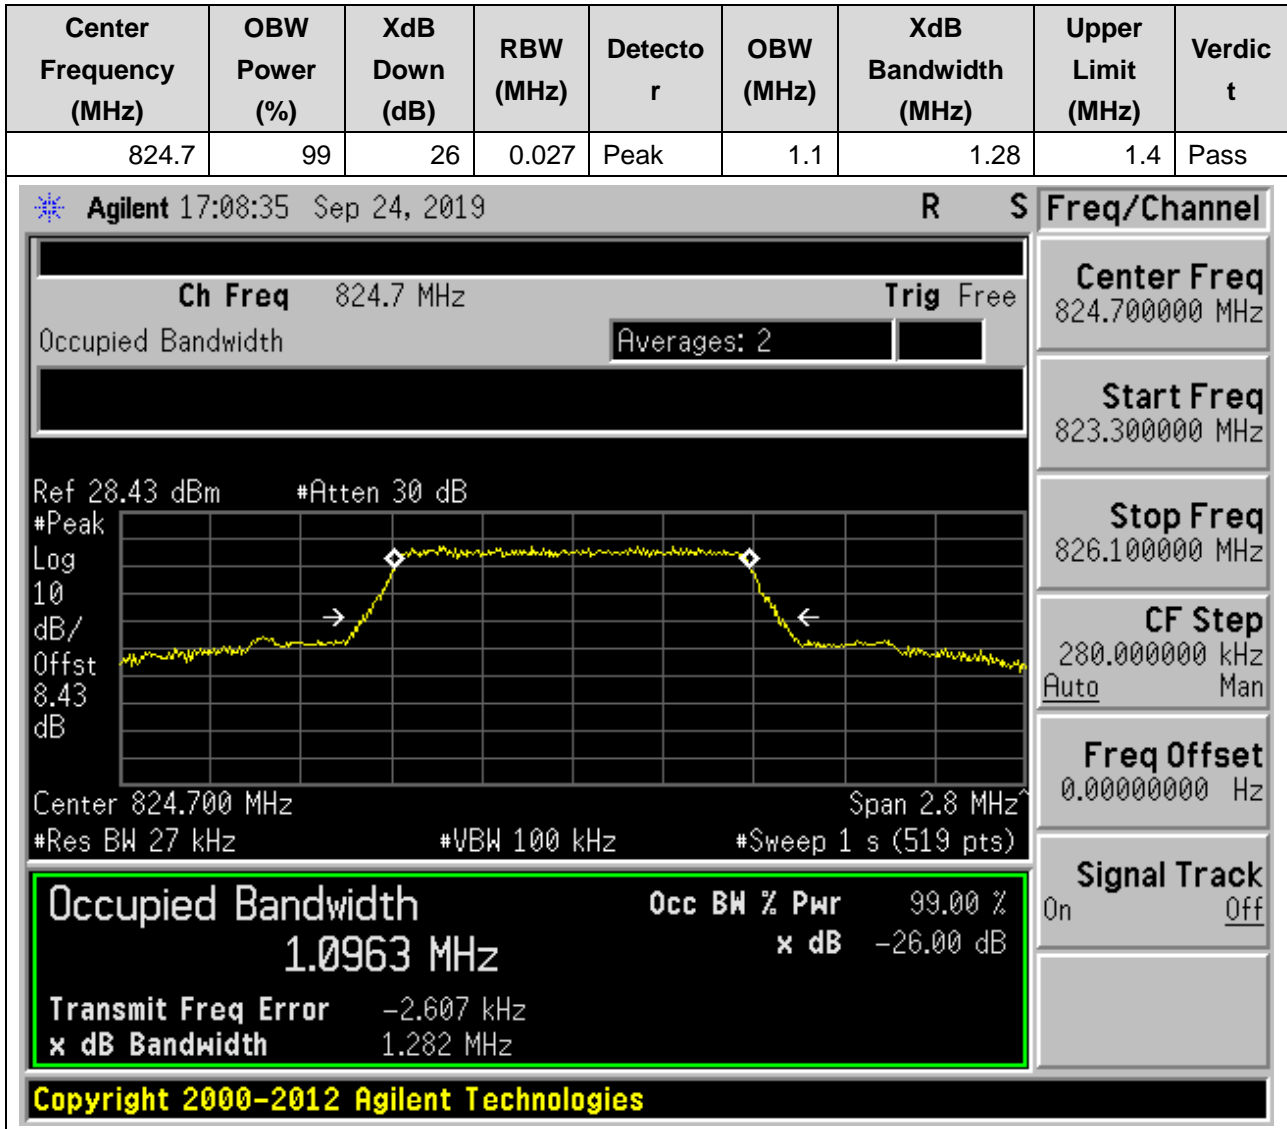 Center Frequency (MHz) OBW Power (%) XdB Down (dB) RBW (MHz) Detecto r OBW (MHz) XdB Bandwidth (MHz) Upper Limit (MHz) Verdic t
824.7 99 26 0.027 Peak 1.1 1.28 1.4 Pass
Agilent 17:08:35 Sep 24, 2019 R S
Ch Freq 824.7 MHz Trig Free
Occupied Bandwidth Averages: 2
Ref 28.43 dBm #Atten 30 dB
#Peak
Log
10
dB/
Offst
8.43
dB
Center 824.700 MHz Span 2.8 MHz^
#Res BW 27 kHz #VBW 100 kHz #Sweep 1 s (519 pts)
Occupied Bandwidth Occ BW % Pwr 99.00 %
1.0963 MHz x dB -26.00 dB
Transmit Freq Error -2.607 kHz
x dB Bandwidth 1.282 MHz
Copyright 2000-2012 Agilent Technologies
Freq/Channel
Center Freq
824.700000 MHz
Start Freq
823.300000 MHz
Stop Freq
826.100000 MHz
CF Step
280.000000 kHz
Auto Man
Freq Offset
0.00000000 Hz
Signal Track
On Off